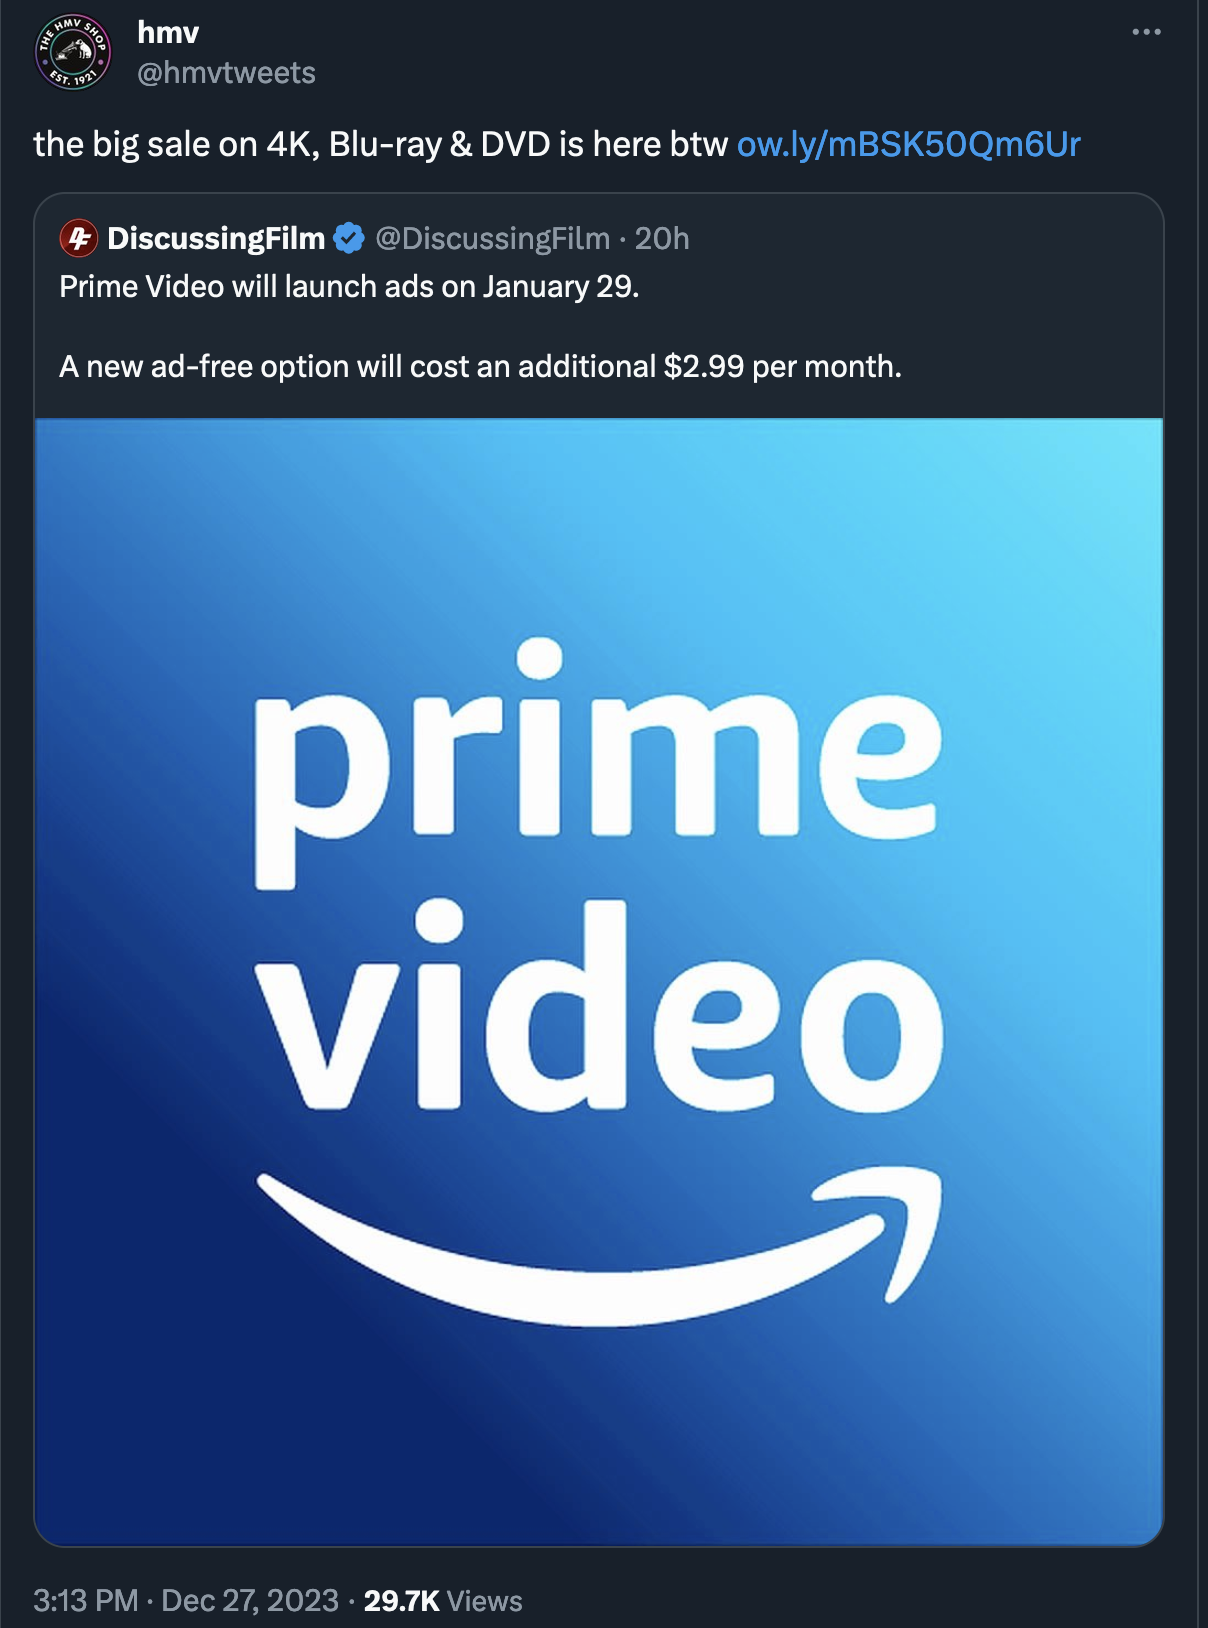 THE HMV SHOP
EST. 1921
hmv
@hmvtweets
the big sale on 4K, Blu-ray & DVD is here btw ow.ly/mBSK50Qm6Ur
DF DiscussingFilm @DiscussingFilm · 20h
Prime Video will launch ads on January 29.
A new ad-free option will cost an additional $2.99 per month.
prime
video
3:13 PM · Dec 27, 2023 · 29.7K Views